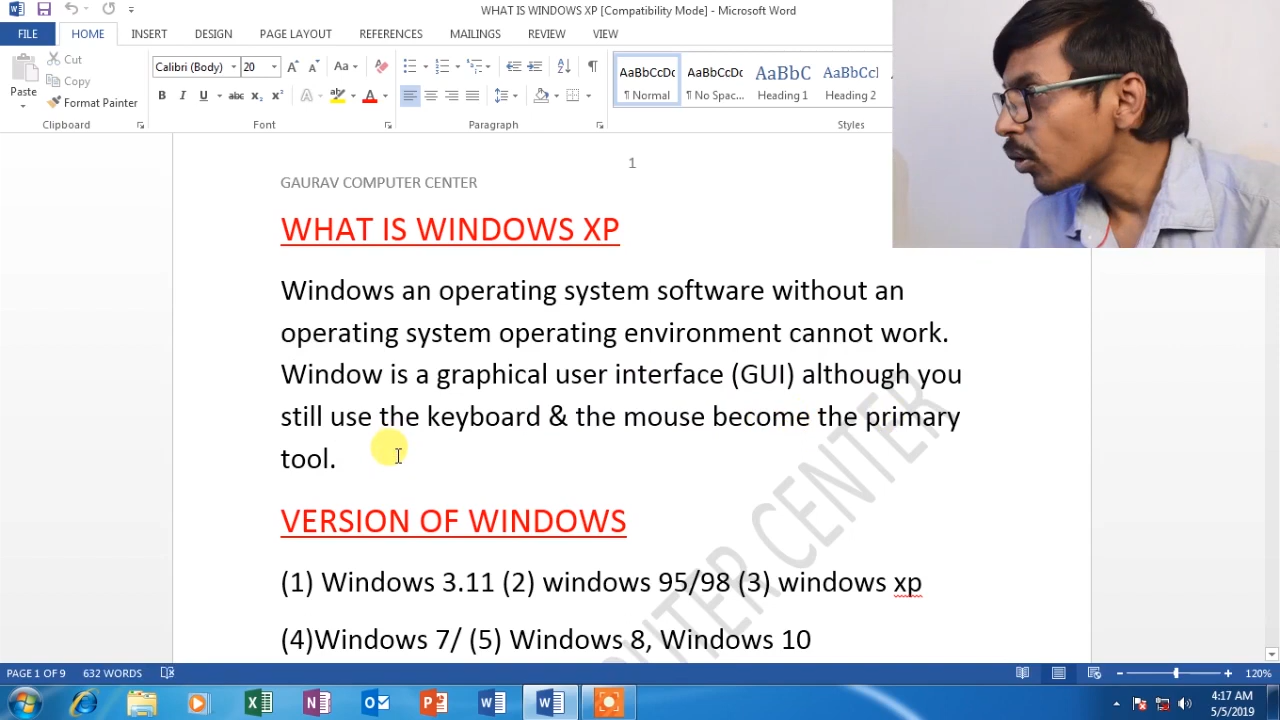 WHAT IS WINDOWS XP [Compatibility Mode] - Microsoft Word
FILE HOME INSERT DESIGN PAGE LAYOUT REFERENCES MAILINGS REVIEW VIEW
Cut
Copy
Paste
Format Painter
Calibri (Body) 20
AaBbCcDc AaBbCcDc AaBbC AaBbCcI
¶ Normal ¶ No Spac... Heading 1 Heading 2
Clipboard Font Paragraph Styles
1
GAURAV COMPUTER CENTER
WHAT IS WINDOWS XP
Windows an operating system software without an
operating system operating environment cannot work.
Window is a graphical user interface (GUI) although you
still use the keyboard & the mouse become the primary
tool.
VERSION OF WINDOWS
(1) Windows 3.11 (2) windows 95/98 (3) windows xp
(4)Windows 7/ (5) Windows 8, Windows 10
COMPUTER CENTER
PAGE 1 OF 9 632 WORDS 120%
4:17 AM
5/5/2019